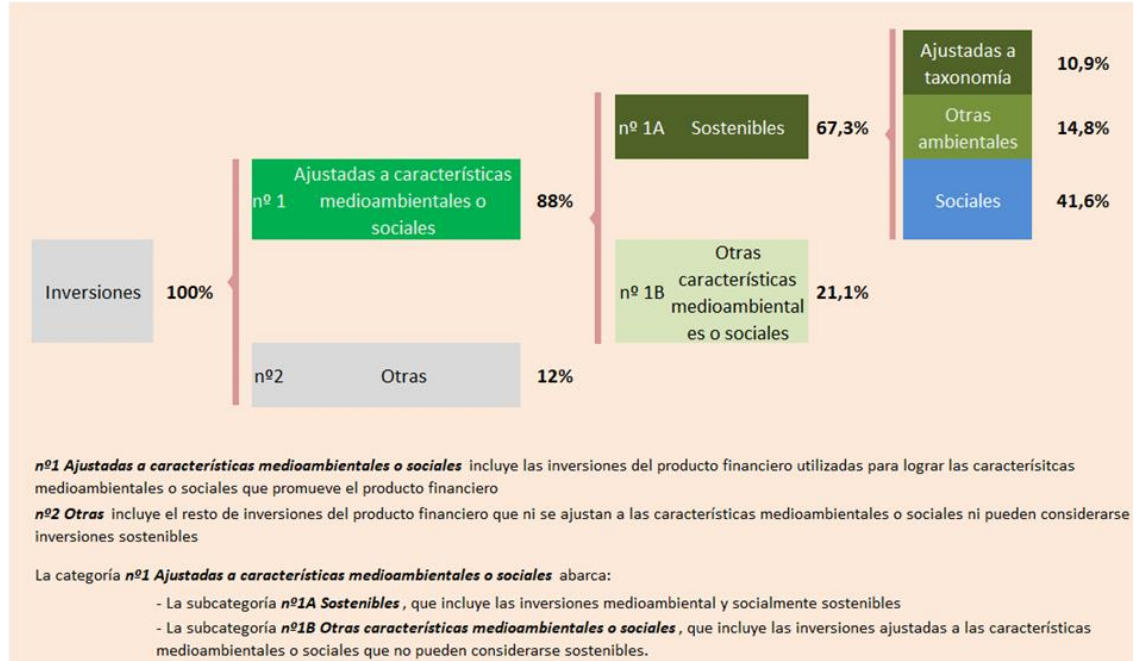 Ajustadas a
taxonomía
10,9%
nº 1A Sostenibles 67,3%
Otras
ambientales
14,8%
nº 1
Ajustadas a características
medioambientales o
sociales
88%
Sociales 41,6%
Inversiones 100%
nº 1B
Otras
características
medioambiental
es o sociales
21,1%
nº2 Otras 12%
nº1 Ajustadas a características medioambientales o sociales incluye las inversiones del producto financiero utilizadas para lograr las caracterísitcas
medioambientales o sociales que promueve el producto financiero
nº2 Otras incluye el resto de inversiones del producto financiero que ni se ajustan a las características medioambientales o sociales ni pueden considerarse
inversiones sostenibles
La categoría nº1 Ajustadas a características medioambientales o sociales abarca:
- La subcategoría nº1A Sostenibles , que incluye las inversiones medioambiental y socialmente sostenibles
- La subcategoría nº1B Otras características medioambientales o sociales , que incluye las inversiones ajustadas a las características
medioambientales o sociales que no pueden considerarse sostenibles.